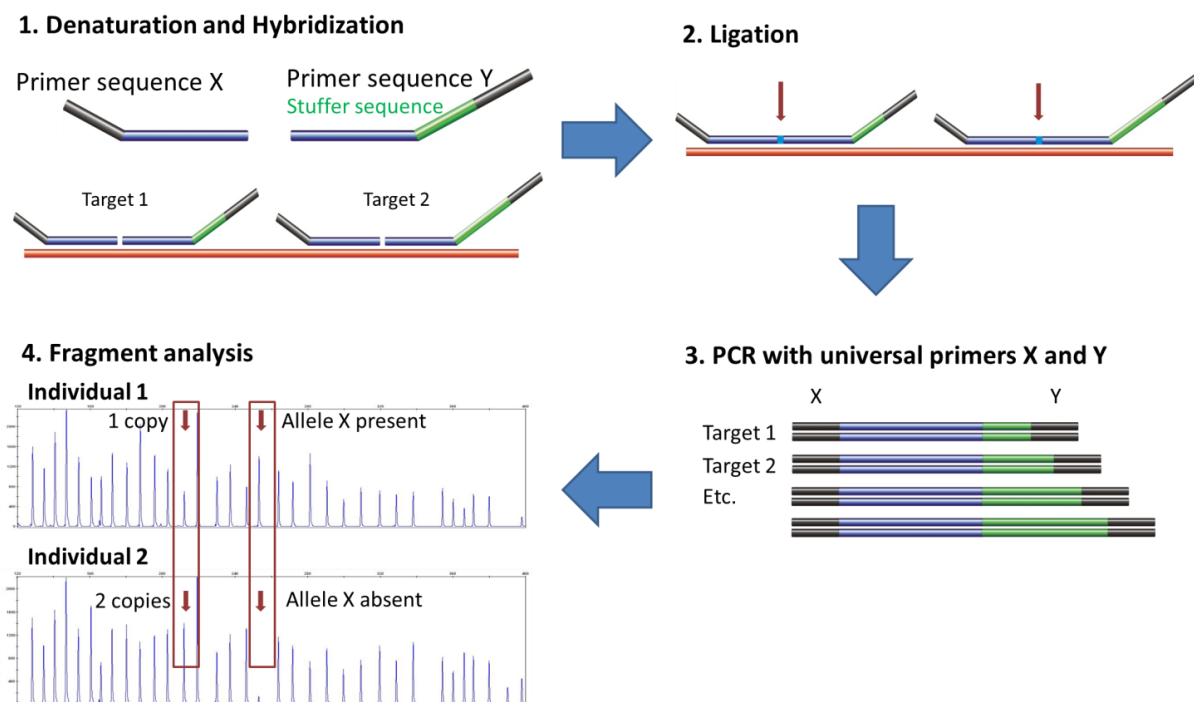 1. Denaturation and Hybridization
Primer sequence X
Primer sequence Y
Stuffer sequence
Target 1
Target 2
2. Ligation
3. PCR with universal primers X and Y
X
Y
Target 1
Target 2
Etc.
4. Fragment analysis
Individual 1
1 copy
Allele X present
Individual 2
2 copies
Allele X absent